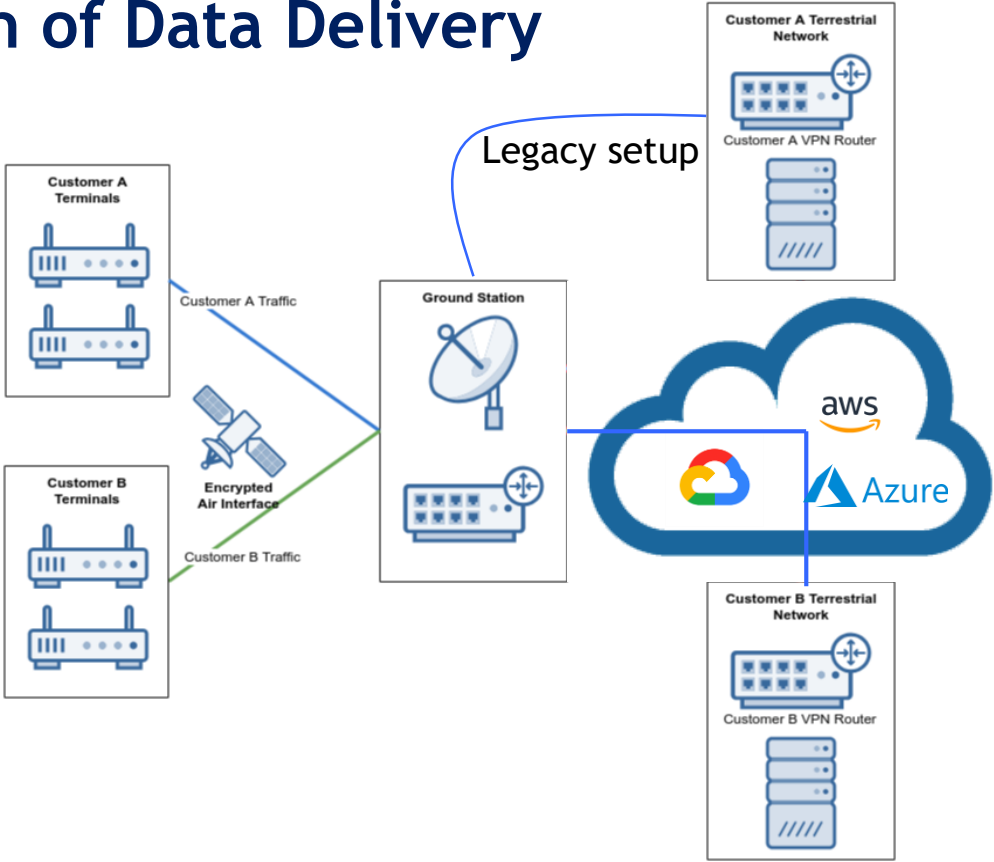 n of Data Delivery
Customer A Terrestrial
Network
Customer A VPN Router
Legacy setup
Customer A
Terminals
Customer A Traffic
Ground Station
Encrypted
Air Interface
Customer B
Terminals
Customer B Traffic
aws
Azure
Customer B Terrestrial
Network
Customer B VPN Router